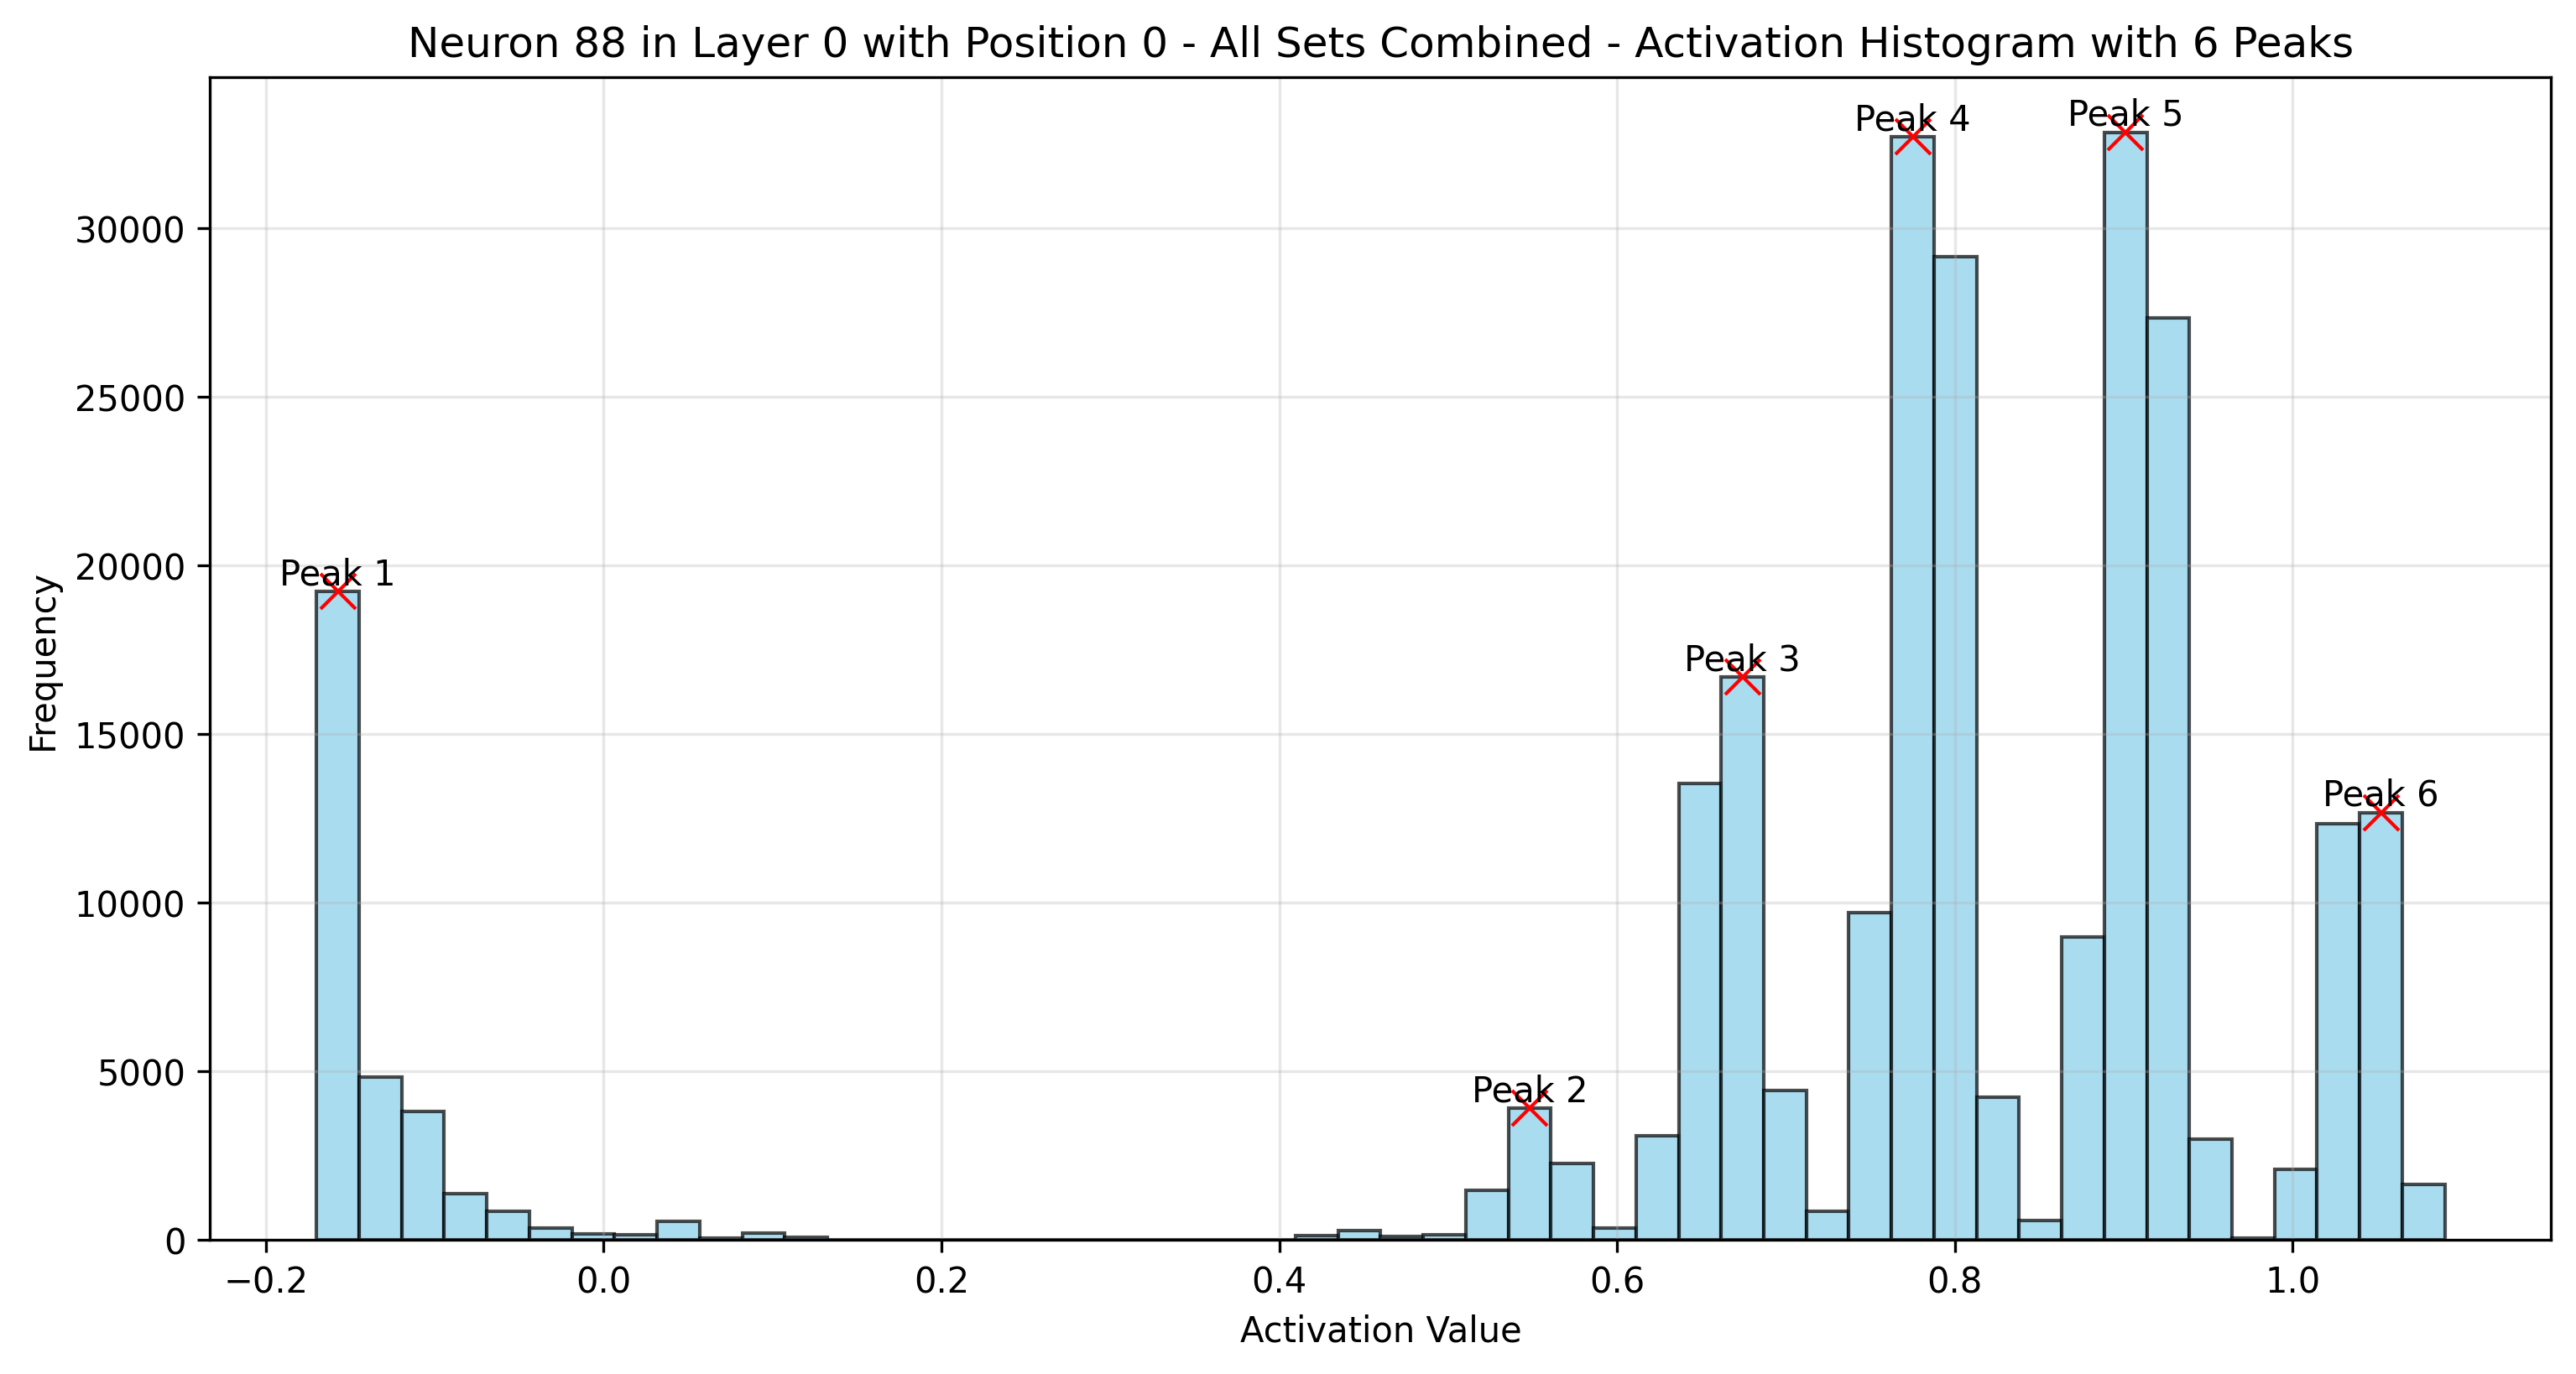 Neuron 88 in Layer 0 with Position 0 - All Sets Combined - Activation Histogram with 6 Peaks
Peak 1
Peak 2
Peak 3
Peak 4
Peak 5
Peak 6
Frequency
30000
25000
20000
15000
10000
5000
0
−0.2
0.0
0.2
0.4
0.6
0.8
1.0
Activation Value